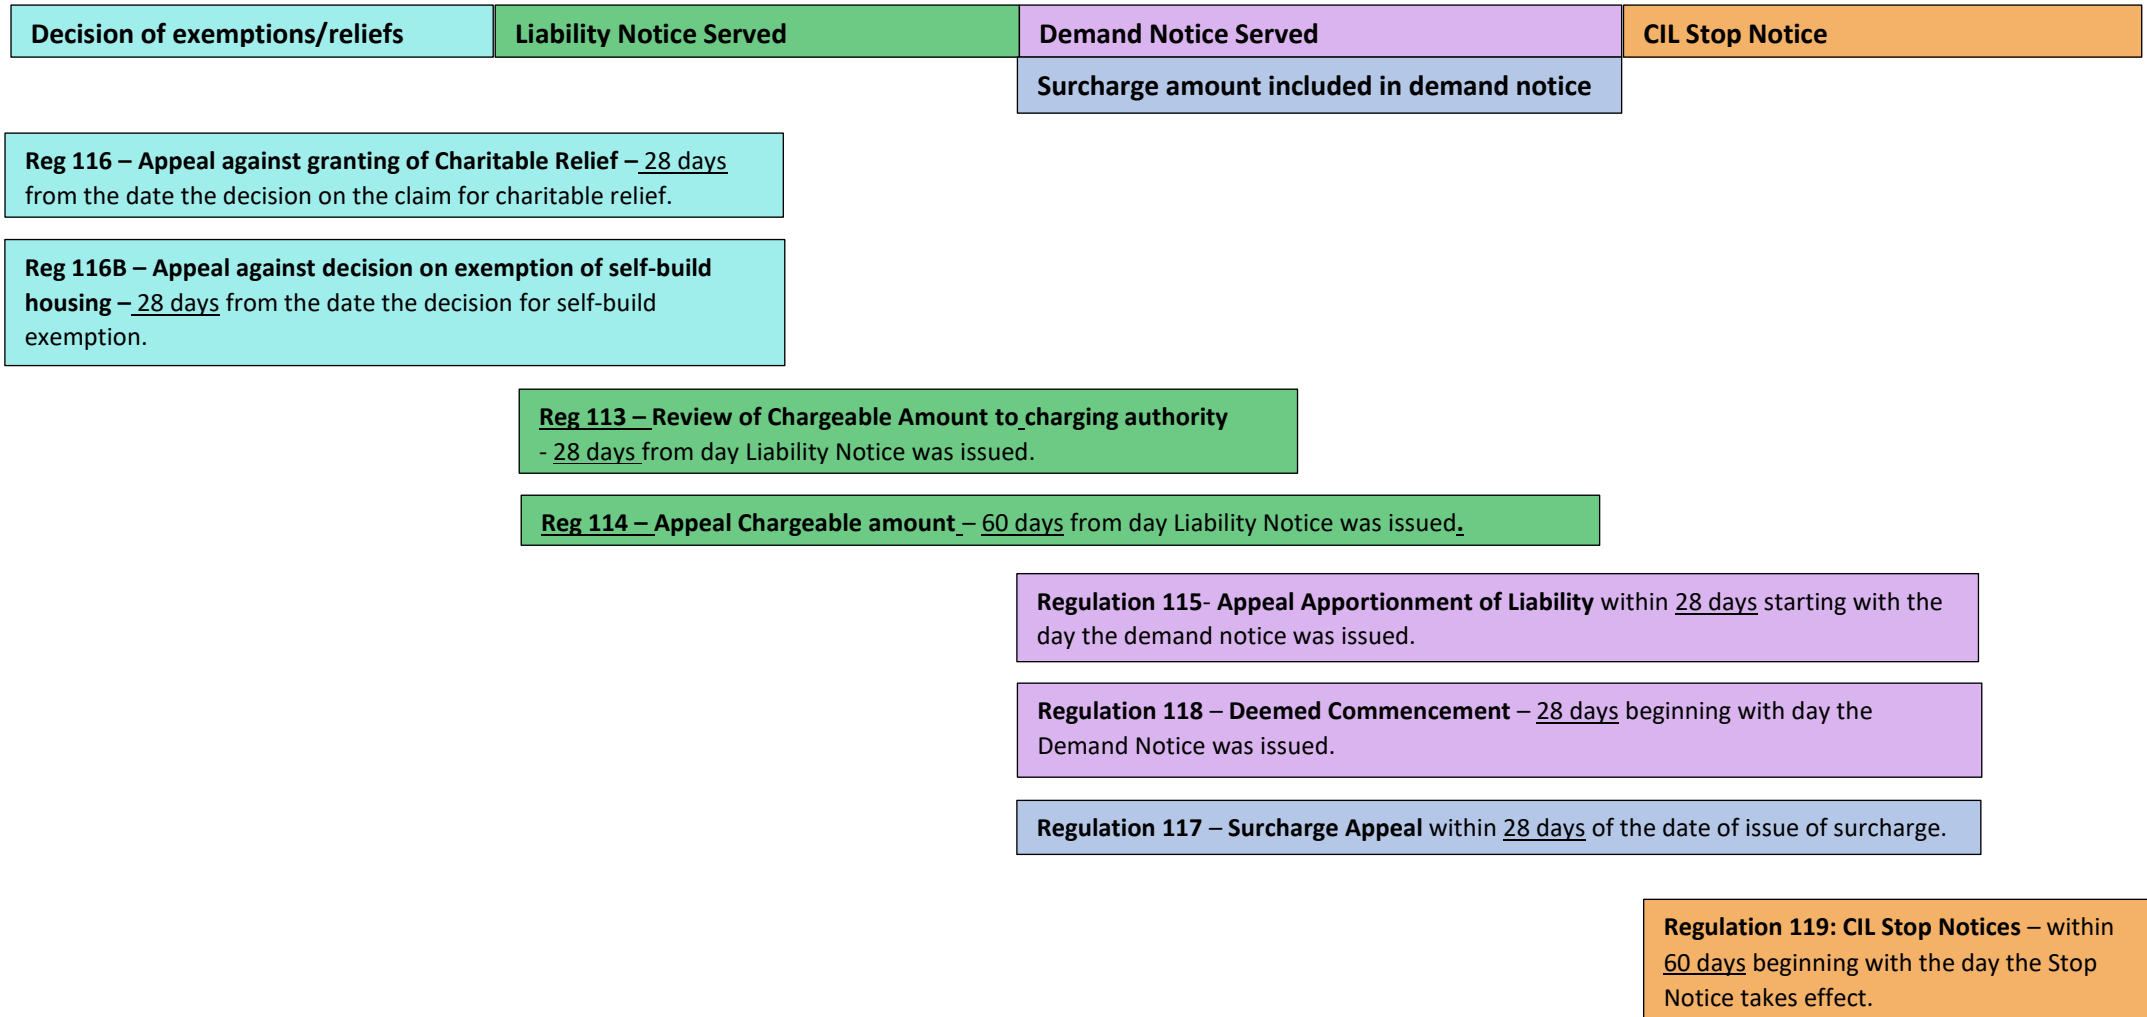 Decision of exemptions/reliefs
Liability Notice Served
Demand Notice Served
CIL Stop Notice
Surcharge amount included in demand notice
Reg 116 – Appeal against granting of Charitable Relief – 28 days
from the date the decision on the claim for charitable relief.
Reg 116B – Appeal against decision on exemption of self-build
housing – 28 days from the date the decision for self-build
exemption.
Reg 113 – Review of Chargeable Amount to charging authority
- 28 days from day Liability Notice was issued.
Reg 114 – Appeal Chargeable amount – 60 days from day Liability Notice was issued.
Regulation 115- Appeal Apportionment of Liability within 28 days starting with the
day the demand notice was issued.
Regulation 118 – Deemed Commencement – 28 days beginning with day the
Demand Notice was issued.
Regulation 117 – Surcharge Appeal within 28 days of the date of issue of surcharge.
Regulation 119: CIL Stop Notices – within
60 days beginning with the day the Stop
Notice takes effect.